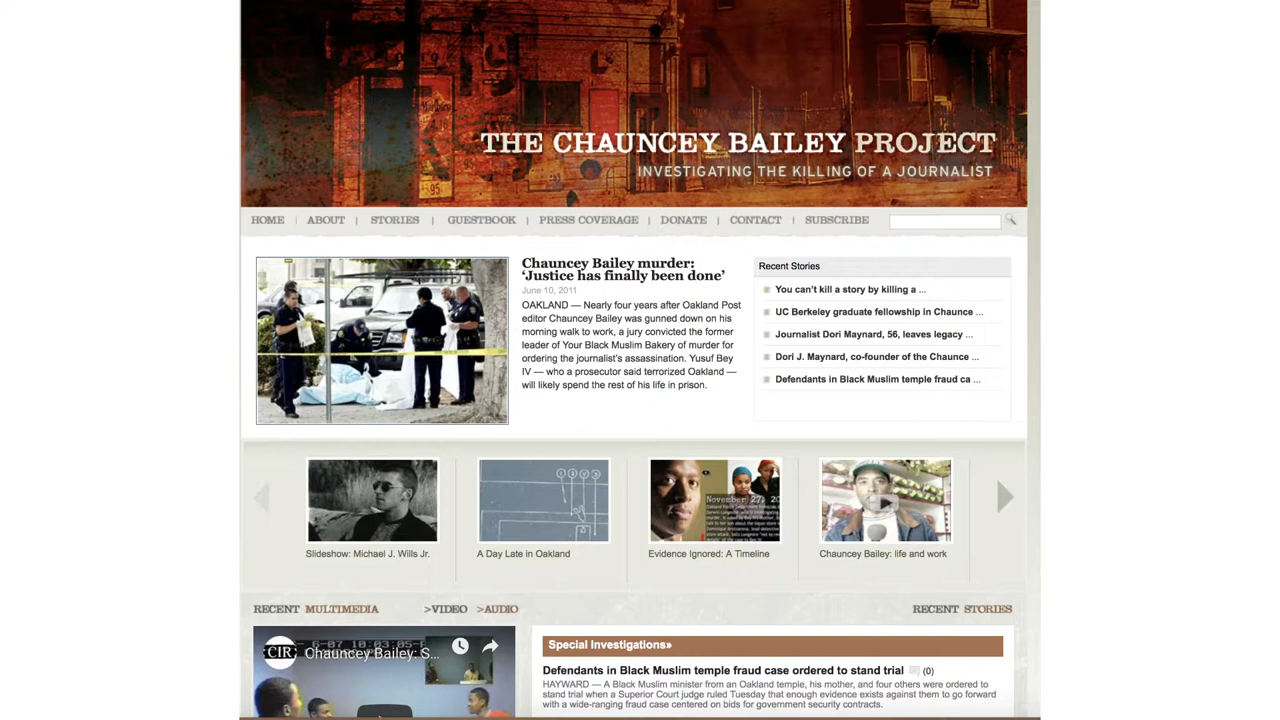 THE CHAUNCEY BAILEY PROJECT
INVESTIGATING THE KILLING OF A JOURNALIST
HOME | ABOUT | STORIES | GUESTBOOK | PRESS COVERAGE | DONATE | CONTACT | SUBSCRIBE
Chauncey Bailey murder:
‘Justice has finally been done’
June 10, 2011
OAKLAND — Nearly four years after Oakland Post
editor Chauncey Bailey was gunned down on his
morning walk to work, a jury convicted the former
leader of Your Black Muslim Bakery of murder for
ordering the journalist's assassination. Yusuf Bey
IV — who a prosecutor said terrorized Oakland —
will likely spend the rest of his life in prison.
Recent Stories
You can't kill a story by killing a ...
UC Berkeley graduate fellowship in Chaunce ...
Journalist Dori Maynard, 56, leaves legacy ...
Dori J. Maynard, co-founder of the Chaunce ...
Defendants in Black Muslim temple fraud ca ...
November 27, 20
Slideshow: Michael J. Wills Jr.
A Day Late in Oakland
Evidence Ignored: A Timeline
Chauncey Bailey: life and work
RECENT MULTIMEDIA >VIDEO >AUDIO
RECENT STORIES
CIR Chauncey Bailey: S...
Special Investigations»
Defendants in Black Muslim temple fraud case ordered to stand trial (0)
HAYWARD — A Black Muslim minister from an Oakland temple, his mother, and four others were ordered to
stand trial when a Superior Court judge ruled Tuesday that enough evidence exists against them to go forward
with a wide-ranging fraud case centered on bids for government security contracts.